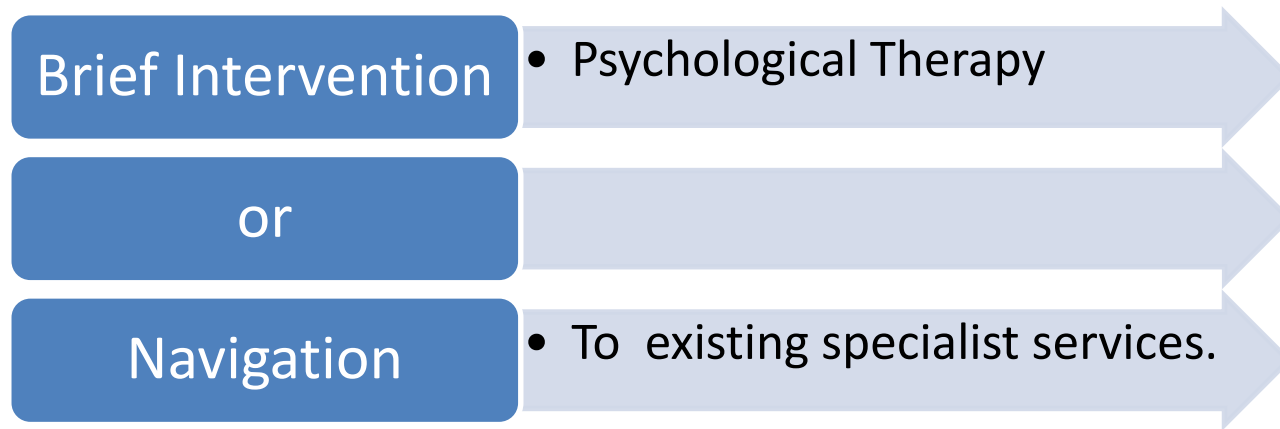 Brief Intervention
• Psychological Therapy
or
Navigation
• To  existing specialist services.